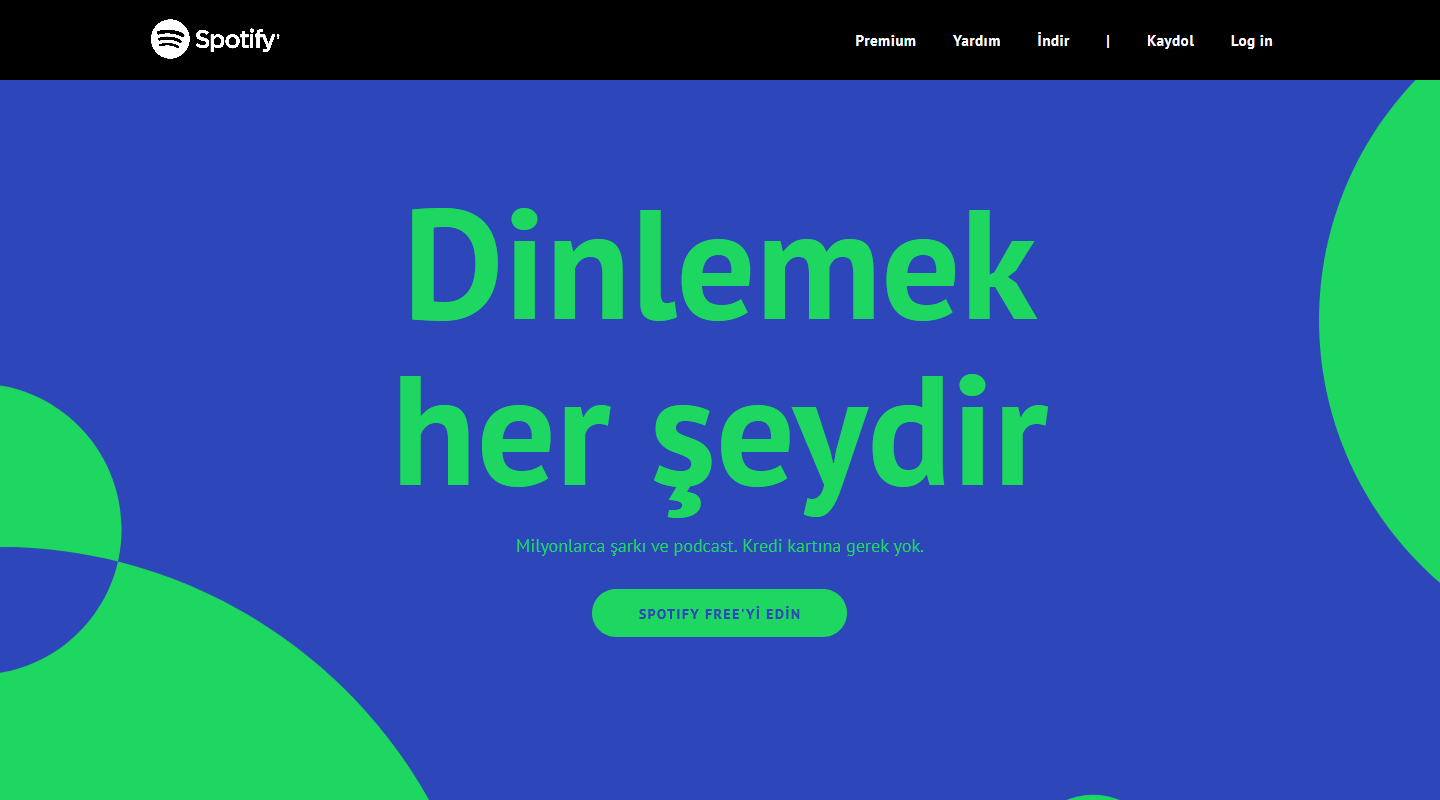 Spotify
Premium Yardım İndir | Kaydol Log in
Dinlemek
her şeydir
Milyonlarca şarkı ve podcast. Kredi kartına gerek yok.
SPOTIFY FREE'Yİ EDİN